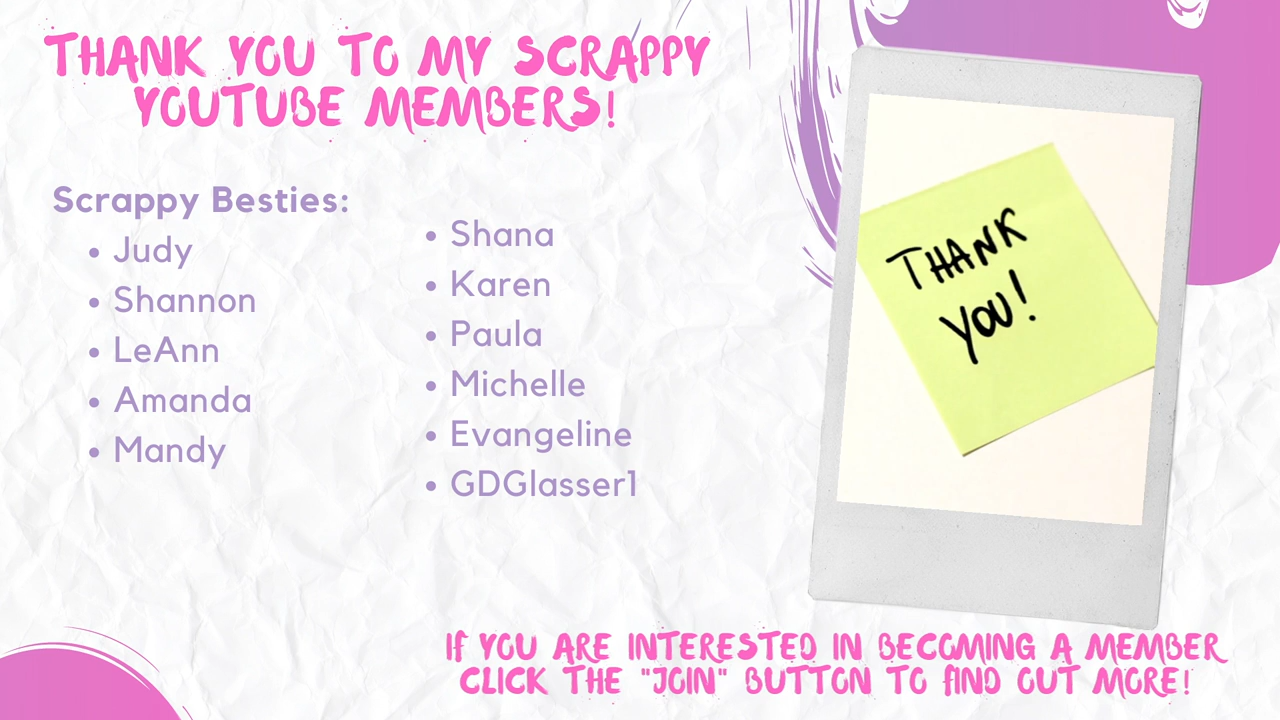 THANK YOU TO MY SCRAPPY
YOUTUBE MEMBERS!
Scrappy Besties:
• Judy
• Shannon
• LeAnn
• Amanda
• Mandy
• Shana
• Karen
• Paula
• Michelle
• Evangeline
• GDGlasser1
THANK
YOU!
If YOU ARE INTERESTED IN BECOMING A MEMBER
CLICK THE "JOIN" BUTTON TO fIND OUT MORE!